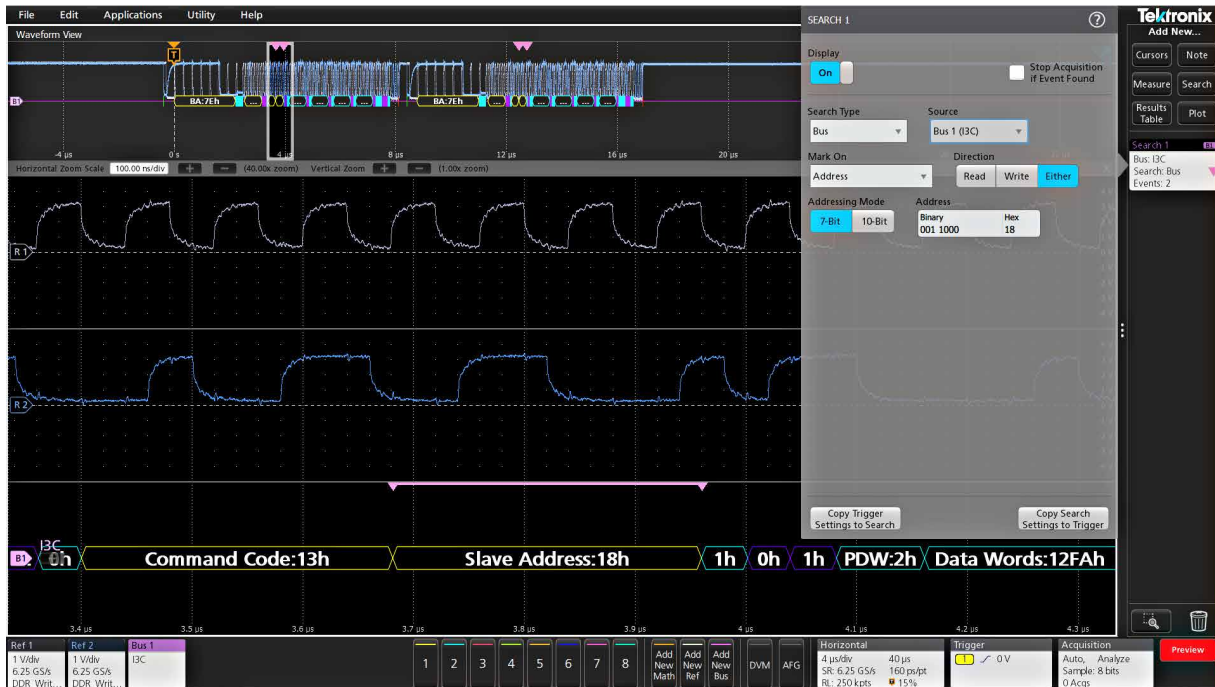 File Edit Applications Utility Help
Waveform View
T
B1
BA:7Eh ... ... ... ... ... BA:7Eh ... ... ... ... ...
-4 µs 0 s 4 µs 8 µs 12 µs 16 µs 20 µs
Horizontal Zoom Scale 100.00 ns/div + − (40.00x zoom) Vertical Zoom + − (1.00x zoom)
R 1
R 2
I3C
B1 0h Command Code:13h Slave Address:18h 1h 0h 1h PDW:2h Data Words:12FAh
3.4 µs 3.5 µs 3.6 µs 3.7 µs 3.8 µs 3.9 µs 4 µs 4.1 µs 4.2 µs 4.3 µs
SEARCH 1 ?
Display
On
Stop Acquisition
if Event Found
Search Type Source
Bus Bus 1 (I3C)
Mark On Direction
Address Read Write Either
Addressing Mode Address
7-Bit 10-Bit
Binary Hex
001 1000 18
Copy Trigger
Settings to Search
Copy Search
Settings to Trigger
Tektronix
Add New...
Cursors Note
Measure Search
Results
Table
Plot
Search 1 B1
Bus: I3C
Search: Bus
Events: 2
Ref 1
1 V/div
6.25 GS/s
DDR Writ...
Ref 2
1 V/div
6.25 GS/s
DDR Writ...
Bus 1
I3C
1 2 3 4 5 6 7 8
Add
New
Math
Add
New
Ref
Add
New
Bus
DVM AFG
Horizontal
4 µs/div 40 µs
SR: 6.25 GS/s 160 ps/pt
RL: 250 kpts 15%
Trigger
1 0 V
Acquisition
Auto, Analyze
Sample: 8 bits
0 Acqs
Preview